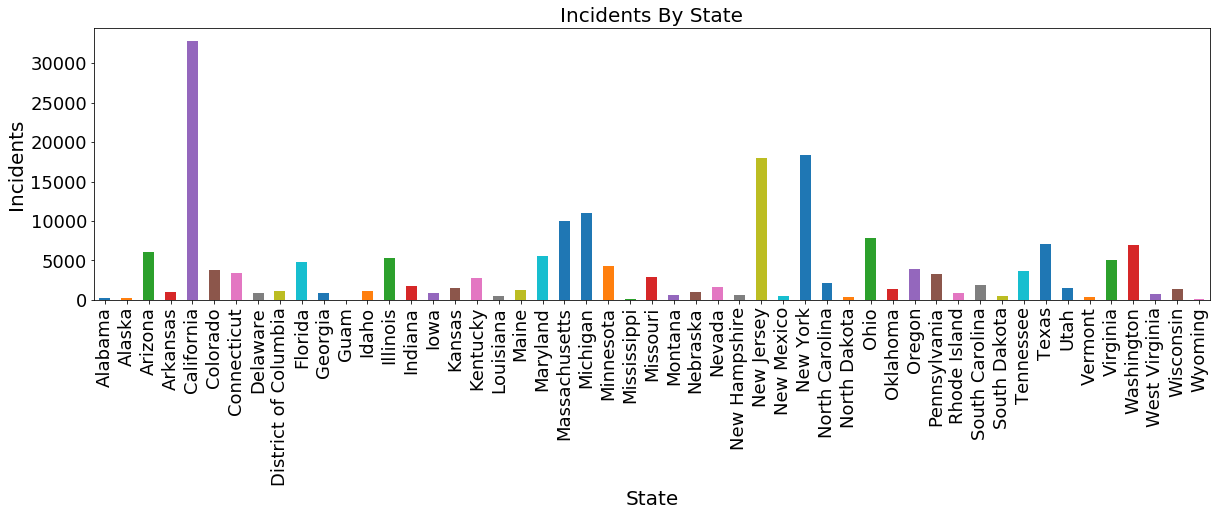 Incidents By State
Incidents
30000
25000
20000
15000
10000
5000
0
Alabama
Alaska
Arizona
Arkansas
California
Colorado
Connecticut
Delaware
District of Columbia
Florida
Georgia
Guam
Idaho
Illinois
Indiana
Iowa
Kansas
Kentucky
Louisiana
Maine
Maryland
Massachusetts
Michigan
Minnesota
Mississippi
Missouri
Montana
Nebraska
Nevada
New Hampshire
New Jersey
New Mexico
New York
North Carolina
North Dakota
Ohio
Oklahoma
Oregon
Pennsylvania
Rhode Island
South Carolina
South Dakota
Tennessee
Texas
Utah
Vermont
Virginia
Washington
West Virginia
Wisconsin
Wyoming
State